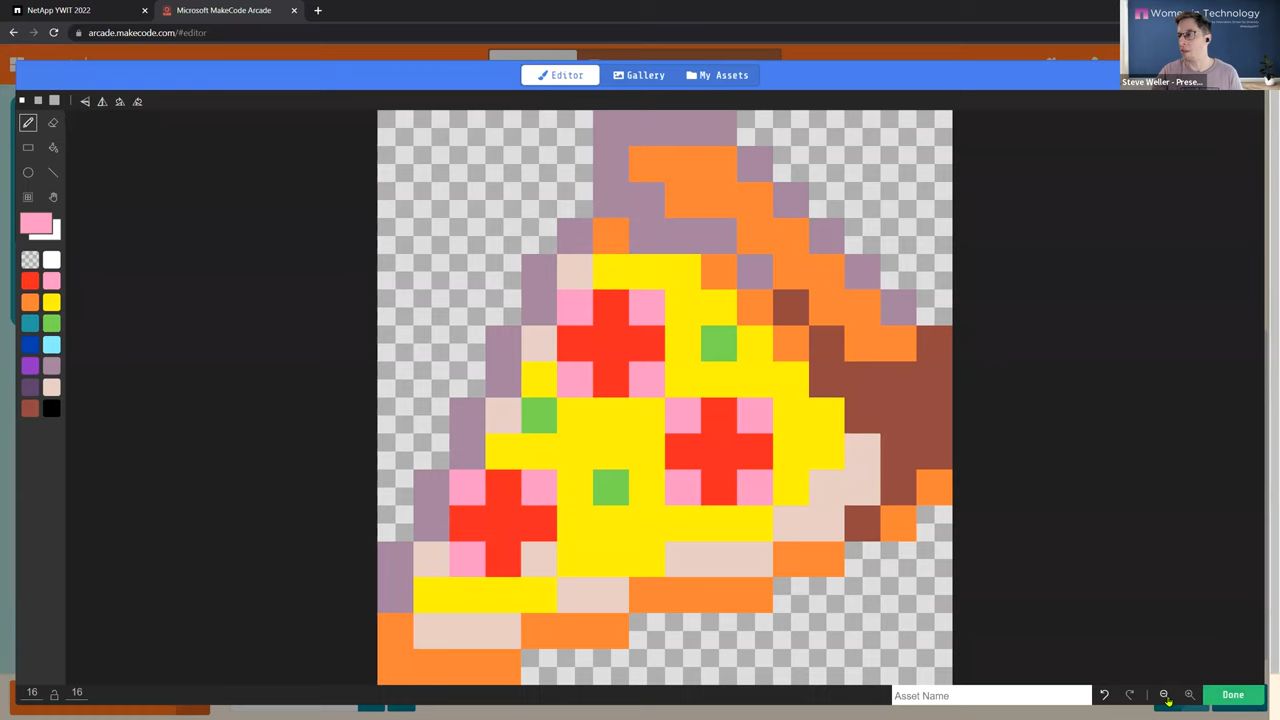 NetApp YWIT 2022
Microsoft MakeCode Arcade
arcade.makecode.com/#editor
Women in Technology
Steve Weller - Prese...
Editor
Gallery
My Assets
16
16
Asset Name
Done